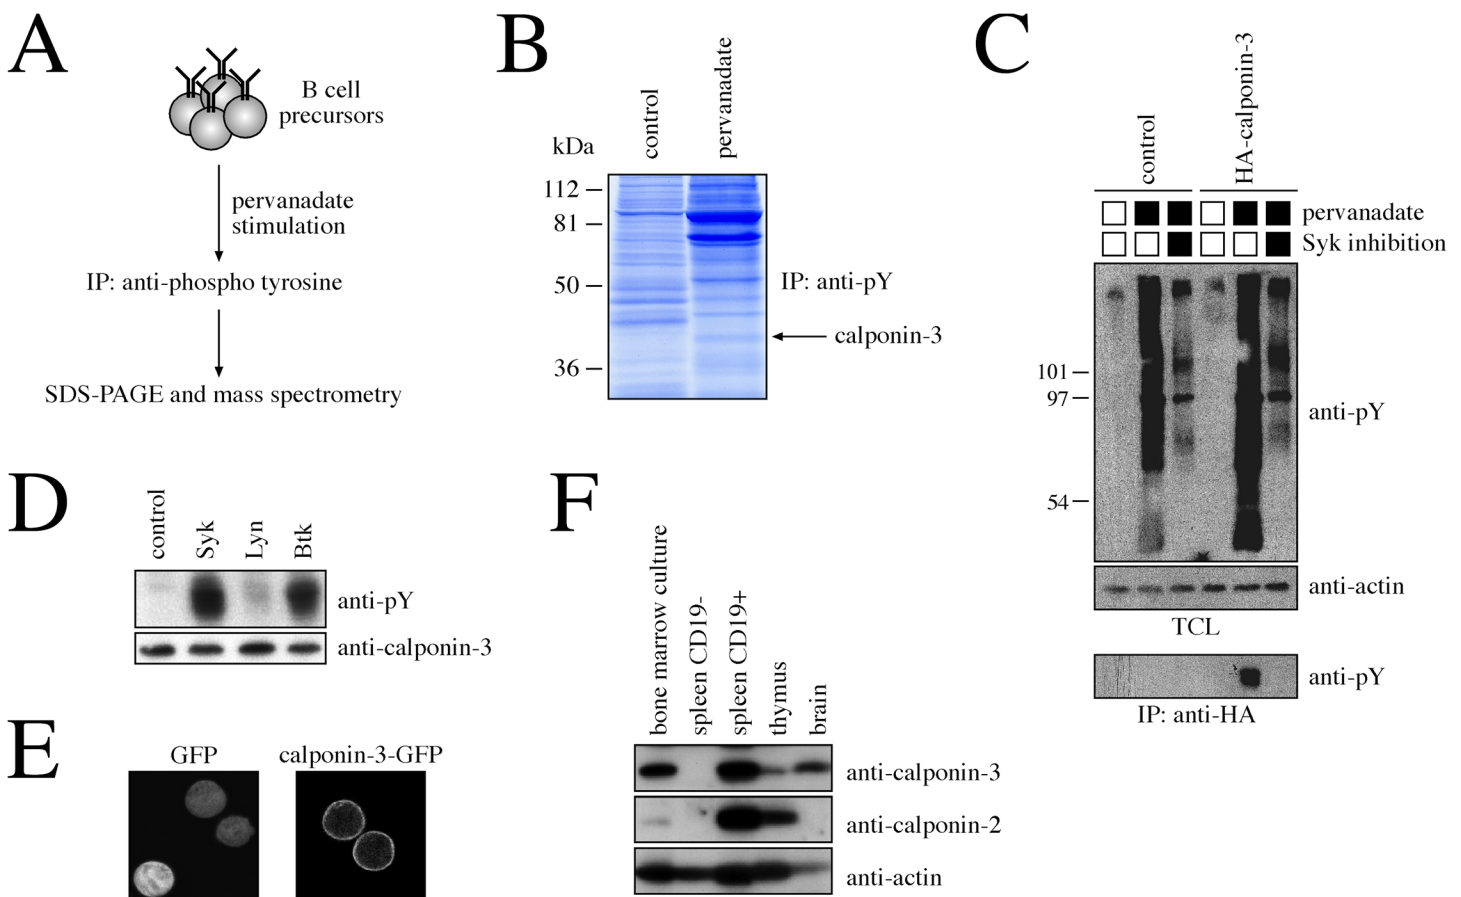 A
B cell
precursors
pervanadate
stimulation
IP: anti-phospho tyrosine
SDS-PAGE and mass spectrometry
B
control
pervanadate
kDa
112
81
50
36
IP: anti-pY
calponin-3
C
control
HA-calponin-3
pervanadate
Syk inhibition
101
97
54
anti-pY
anti-actin
TCL
anti-pY
IP: anti-HA
D
control
Syk
Lyn
Btk
anti-pY
anti-calponin-3
E
GFP
calponin-3-GFP
F
bone marrow culture
spleen CD19-
spleen CD19+
thymus
brain
anti-calponin-3
anti-calponin-2
anti-actin